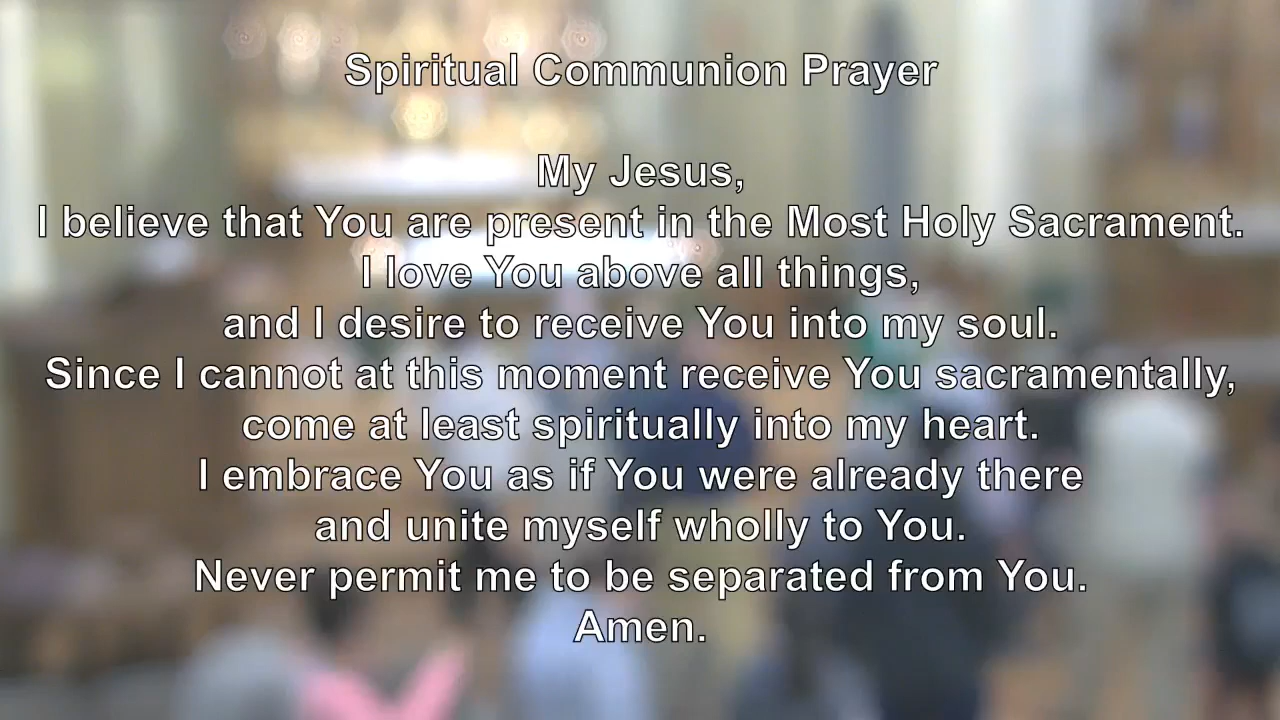 Spiritual Communion Prayer
My Jesus,
I believe that You are present in the Most Holy Sacrament.
I love You above all things,
and I desire to receive You into my soul.
Since I cannot at this moment receive You sacramentally,
come at least spiritually into my heart.
I embrace You as if You were already there
and unite myself wholly to You.
Never permit me to be separated from You.
Amen.